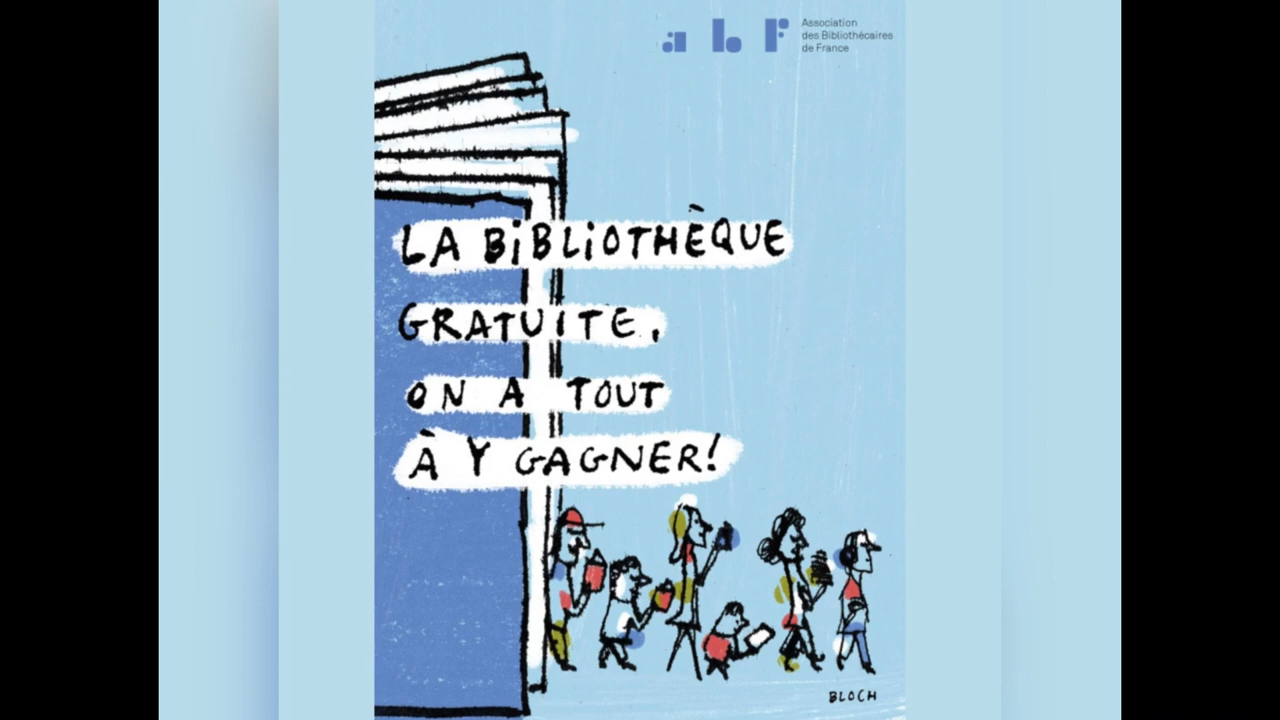 abf
Association
des Bibliothécaires
de France
LA BiBLiOTHÈQUE
GRATUITE,
ON A TOUT
À Y GAGNER!
BLOCH